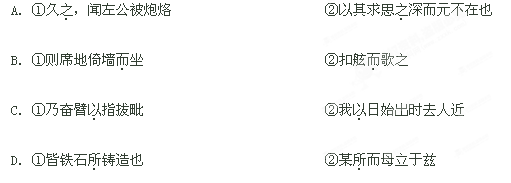 A. ①久之，闻左公被炮烙 ②以其求思之深而元不在也
B. ①则席地倚墙而坐 ②扣舷而歌之
C. ①乃奋臂以指拔眦 ②我以日始出时去人近
D. ①皆铁石所铸造也 ②某所而母立于兹